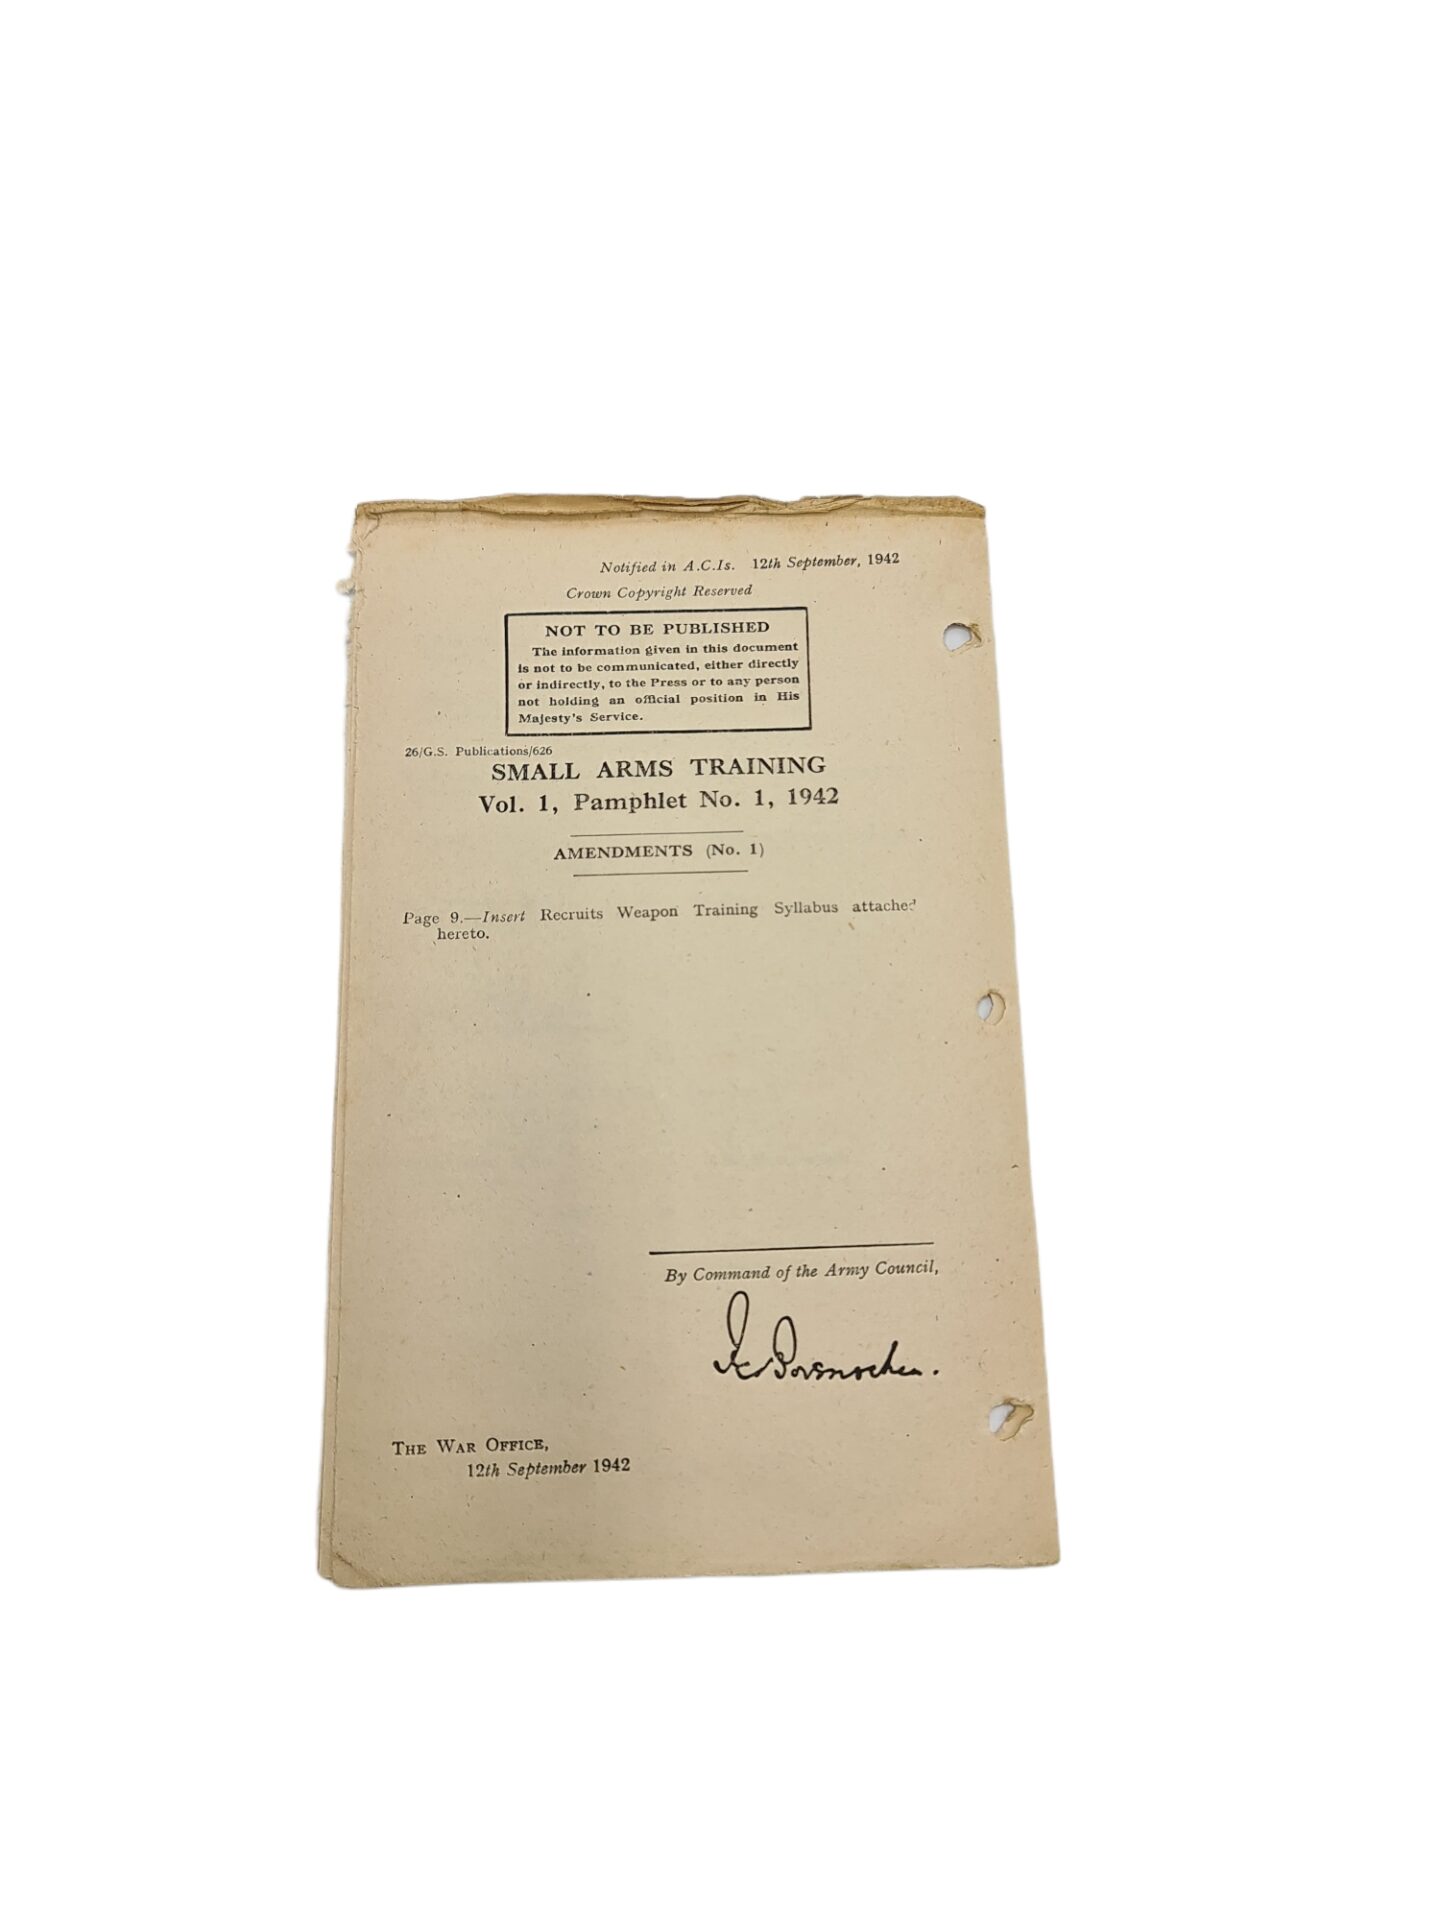 Notified in A.C.Is. 12th September, 1942
Crown Copyright Reserved
NOT TO BE PUBLISHED
The information given in this document
is not to be communicated, either directly
or indirectly, to the Press or to any person
not holding an official position in His
Majesty's Service.
26/G.S. Publications/626
SMALL ARMS TRAINING
Vol. 1, Pamphlet No. 1, 1942
AMENDMENTS (No. 1)
Page 9.—Insert Recruits Weapon Training Syllabus attached
hereto.
By Command of the Army Council,
THE WAR OFFICE,
12th September 1942